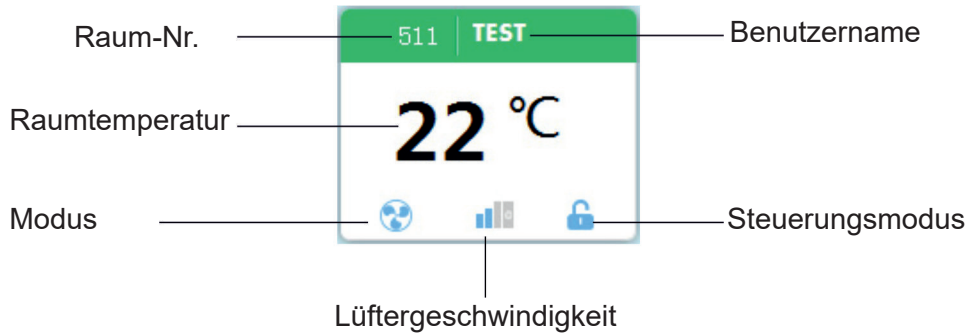 Raum-Nr. 511 TEST Benutzername
Raumtemperatur 22 °C
Modus Steuerungsmodus
Lüftergeschwindigkeit